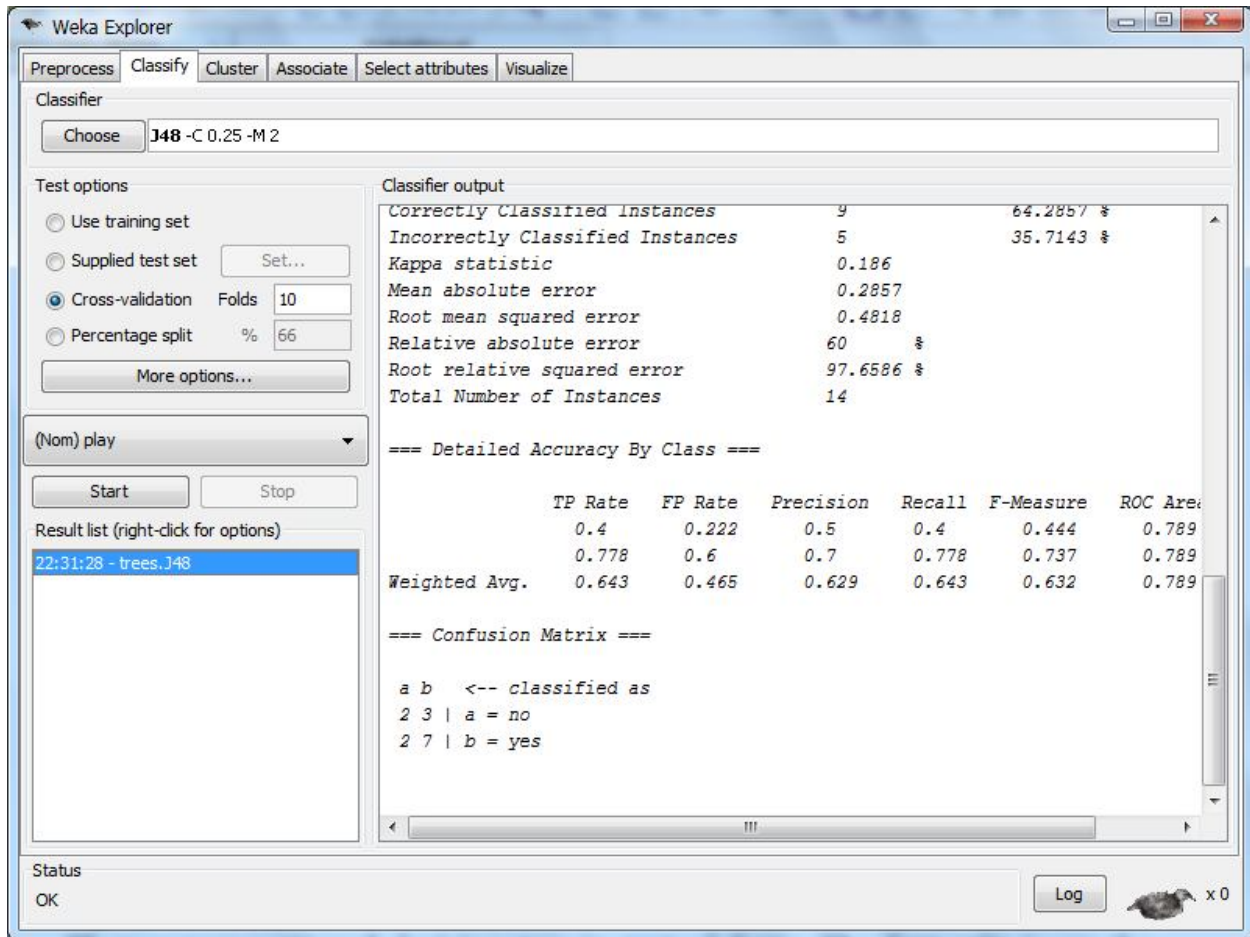 Weka Explorer
Preprocess Classify Cluster Associate Select attributes Visualize
Classifier
Choose J48 -C 0.25 -M 2
Test options
Use training set
Supplied test set Set...
Cross-validation Folds 10
Percentage split % 66
More options...
(Nom) play
Start Stop
Result list (right-click for options)
22:31:28 - trees.J48
Classifier output
Correctly Classified Instances 9 64.2857 %
Incorrectly Classified Instances 5 35.7143 %
Kappa statistic 0.186
Mean absolute error 0.2857
Root mean squared error 0.4818
Relative absolute error 60 %
Root relative squared error 97.6586 %
Total Number of Instances 14
=== Detailed Accuracy By Class ===
TP Rate FP Rate Precision Recall F-Measure ROC Area
0.4 0.222 0.5 0.4 0.444 0.789
0.778 0.6 0.7 0.778 0.737 0.789
Weighted Avg. 0.643 0.465 0.629 0.643 0.632 0.789
=== Confusion Matrix ===
a b <-- classified as
2 3 | a = no
2 7 | b = yes
Status
OK
Log
x 0